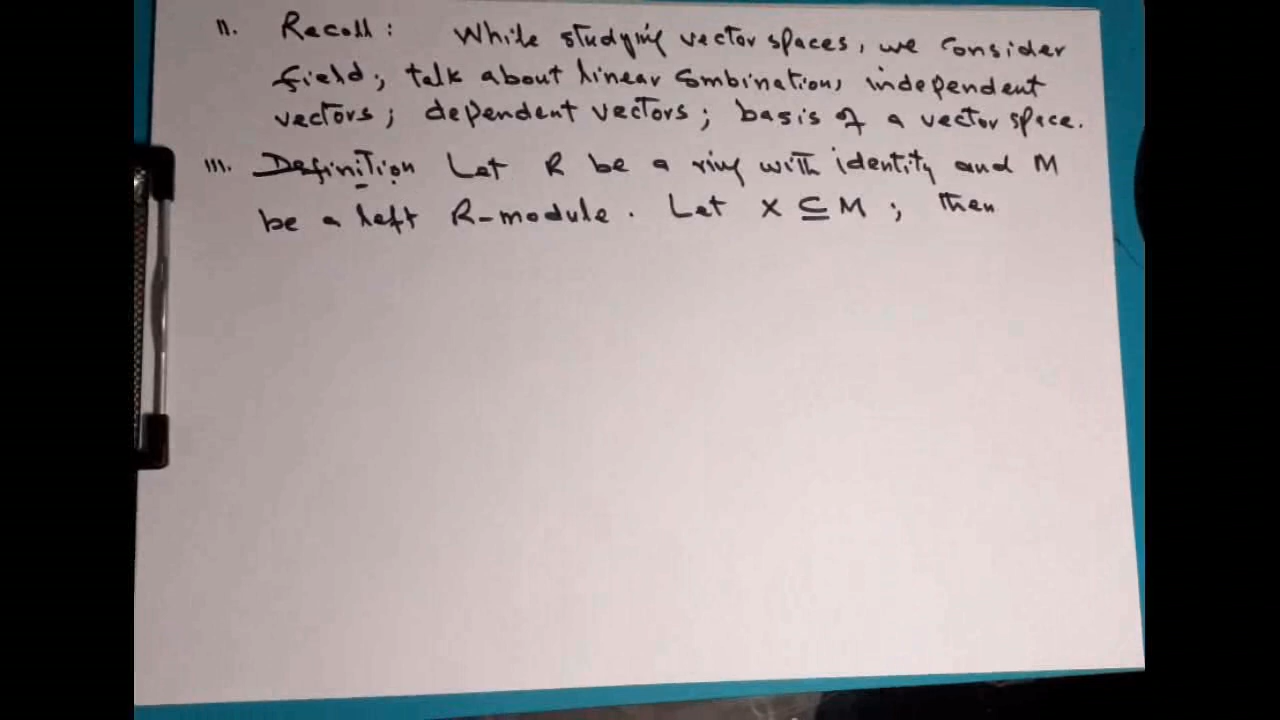 II. Recall: While studying vector spaces, we consider
field; talk about linear combination, independent
vectors; dependent vectors; basis of a vector space.
III. Definition Let R be a ring with identity and M
be a left R-module. Let X ⊆ M; then